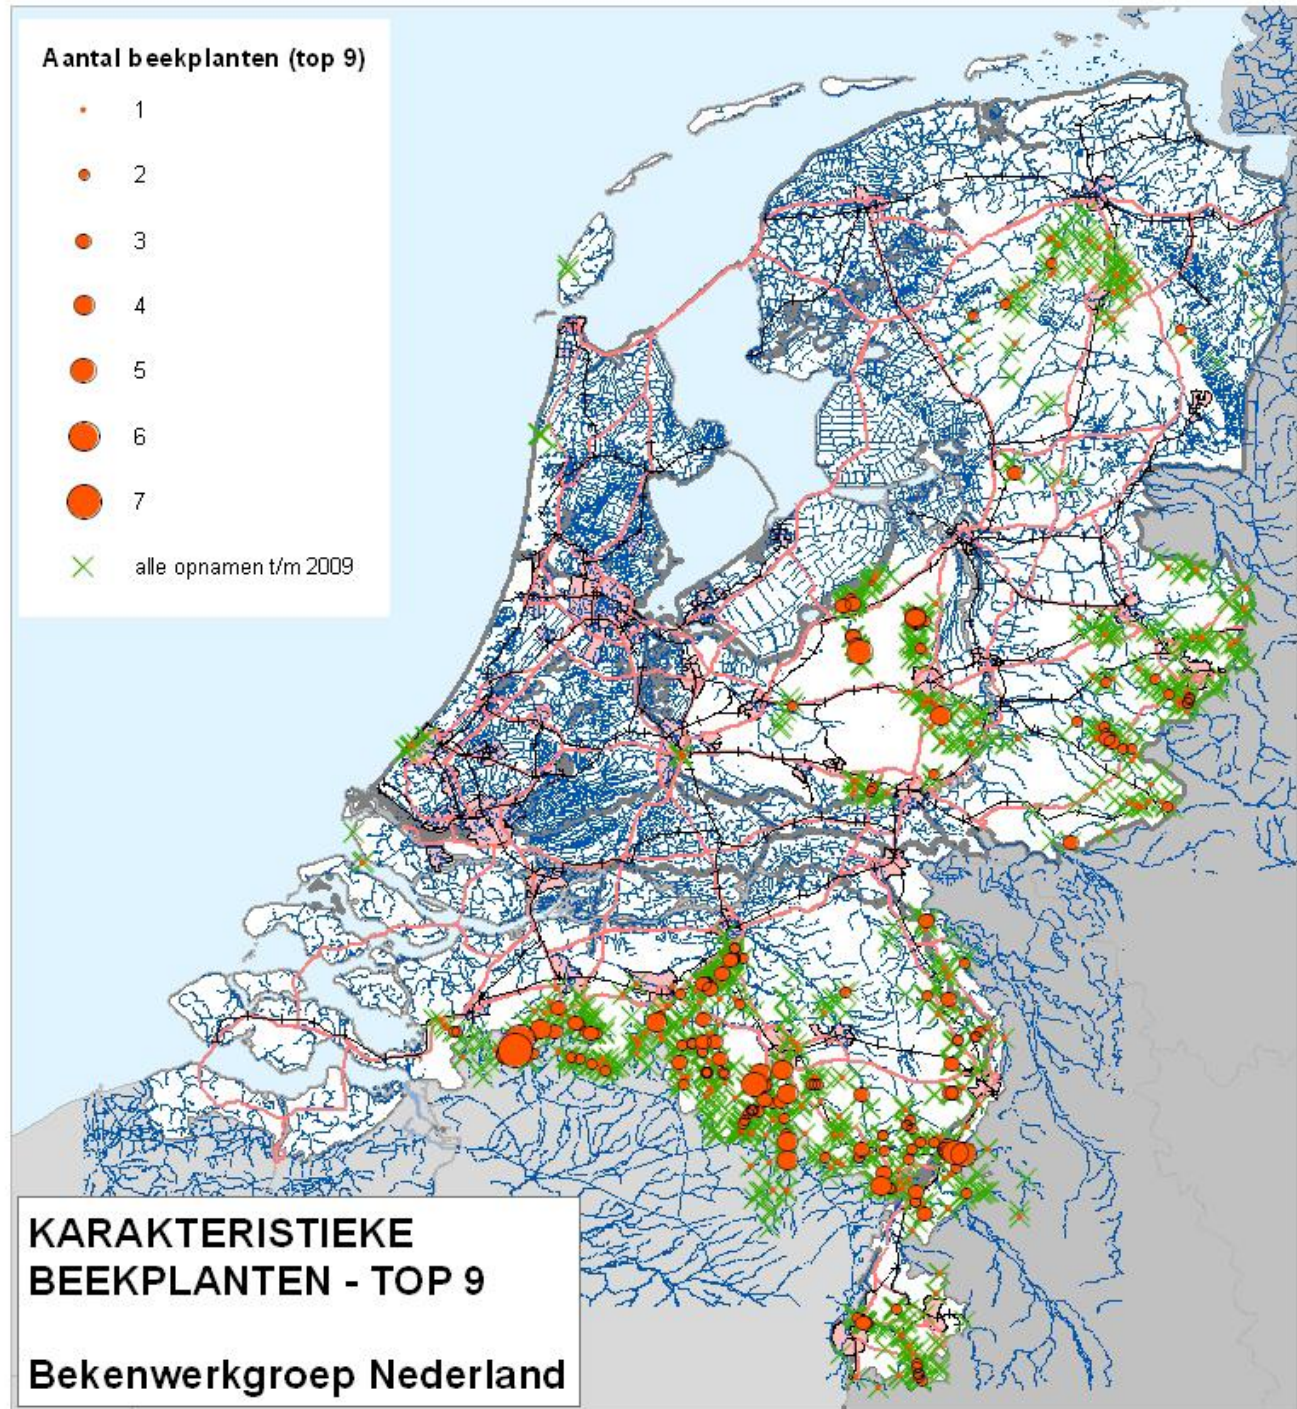 Aantal beekplanten (top 9)
1
2
3
4
5
6
7
alle opnamen t/m 2009
KARAKTERISTIEKE
BEEKPLANTEN - TOP 9
Bekenwerkgroep Nederland